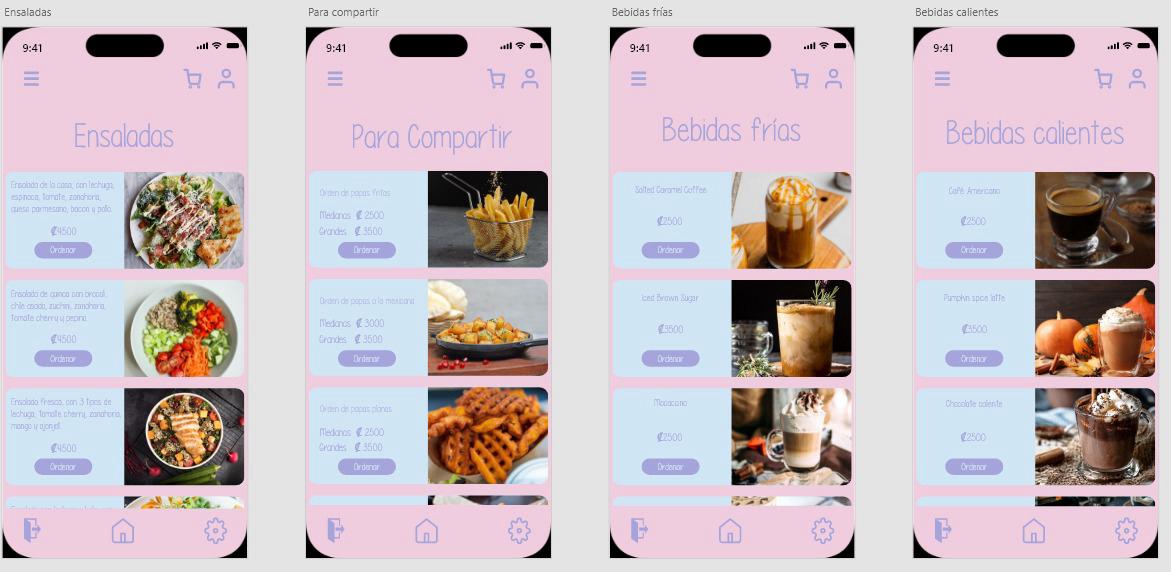 Ensaladas
9:41
Ensaladas
Ensalada de la casa, con lechuga,
espinaca, tomate, zanahoria,
queso parmesano, bacon y pollo.
₡4500
Ordenar
Ensalada de quinoa con brocoli,
chile asado, zuchini, zanahoria,
tomate cherry y pepino.
₡4500
Ordenar
Ensalada fresca, con 3 tipos de
lechuga, tomate cherry, zanahoria,
mango y ajonjolí.
₡4500
Ordenar
Para compartir
9:41
Para Compartir
Orden de papas fritas
Medianas ₡ 2500
Grandes ₡ 3500
Ordenar
Orden de papas a la mexicana
Medianas ₡ 3000
Grandes ₡ 3500
Ordenar
Orden de papas planas
Medianas ₡ 2500
Grandes ₡ 3500
Ordenar
Bebidas frías
9:41
Bebidas frías
Salted Caramel Coffee
₡2500
Ordenar
Iced Brown Sugar
₡3500
Ordenar
Mocaccino
₡2500
Ordenar
Bebidas calientes
9:41
Bebidas calientes
Café Americano
₡2500
Ordenar
Pumpkin spice latte
₡3500
Ordenar
Chocolate caliente
₡2500
Ordenar